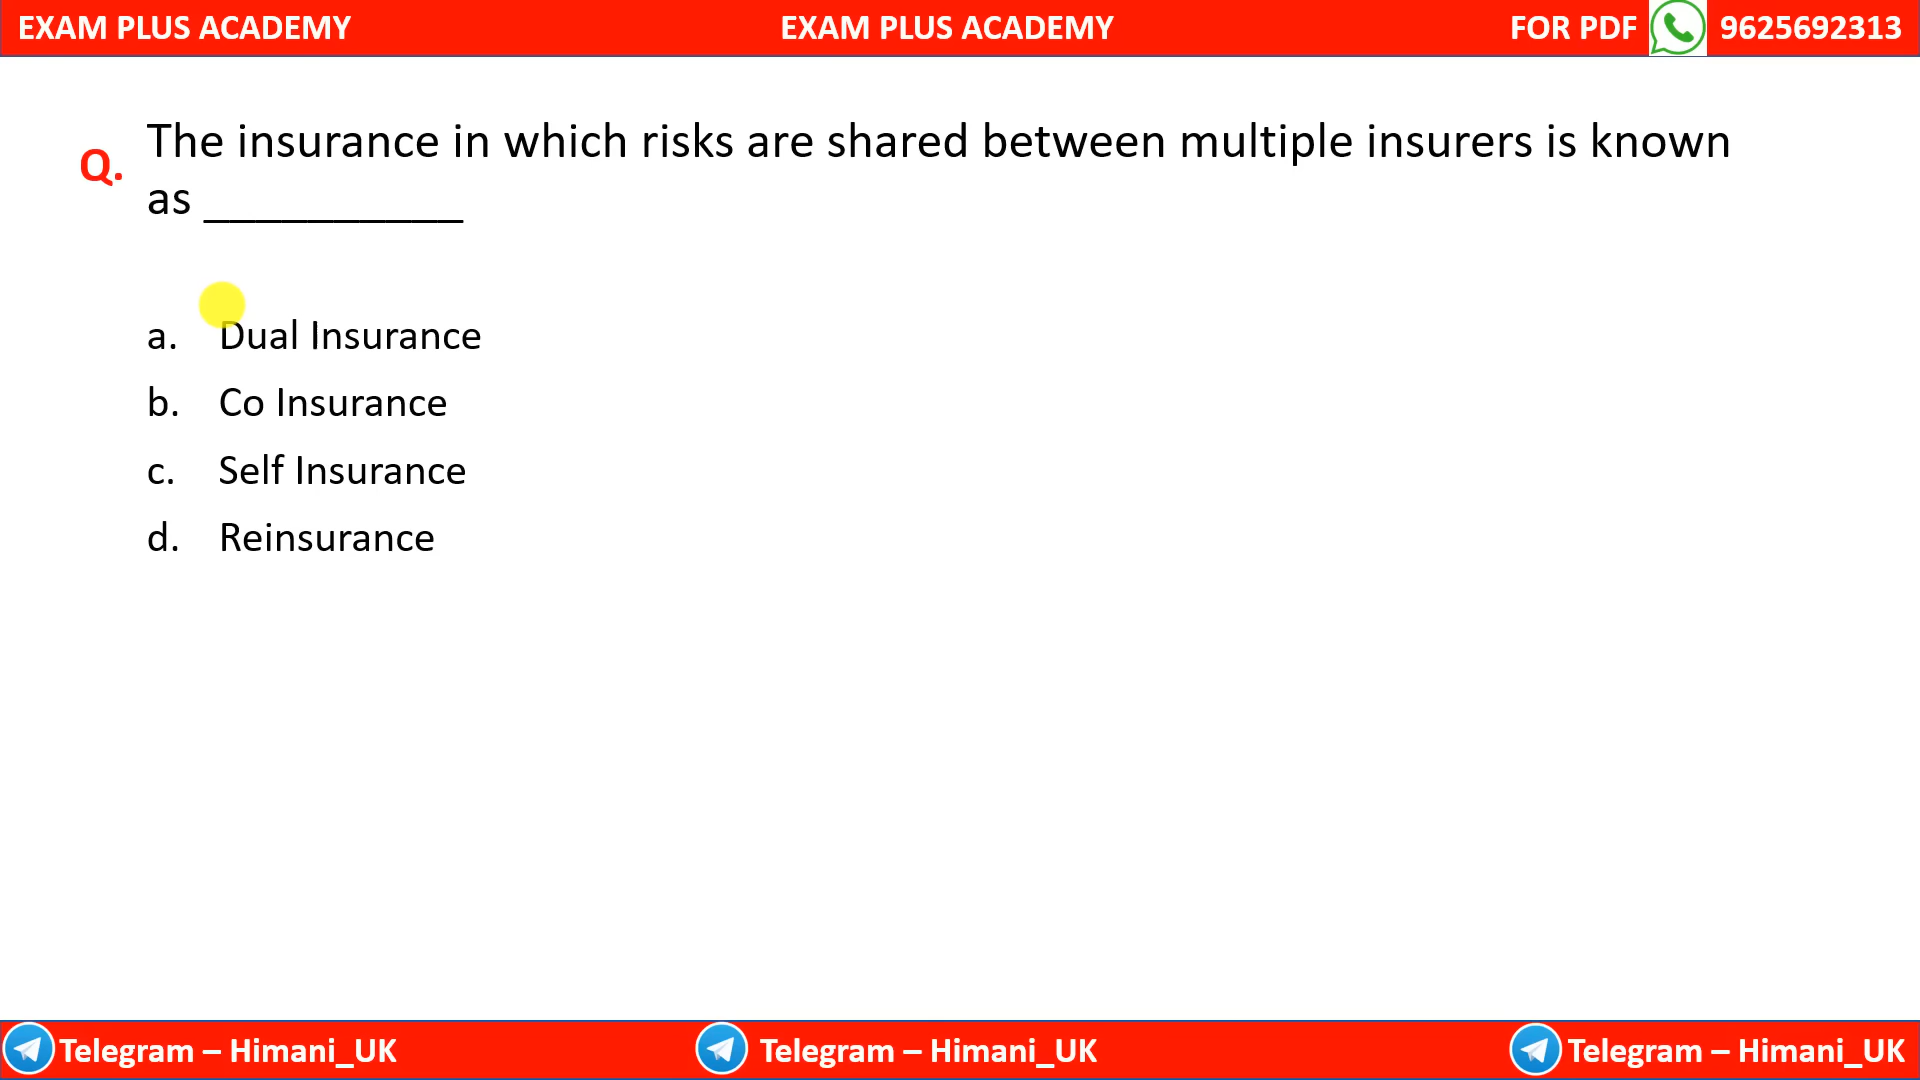 EXAM PLUS ACADEMY EXAM PLUS ACADEMY FOR PDF 9625692313
Q. The insurance in which risks are shared between multiple insurers is known
as __________
a. Dual Insurance
b. Co Insurance
c. Self Insurance
d. Reinsurance
Telegram – Himani_UK Telegram – Himani_UK Telegram – Himani_UK